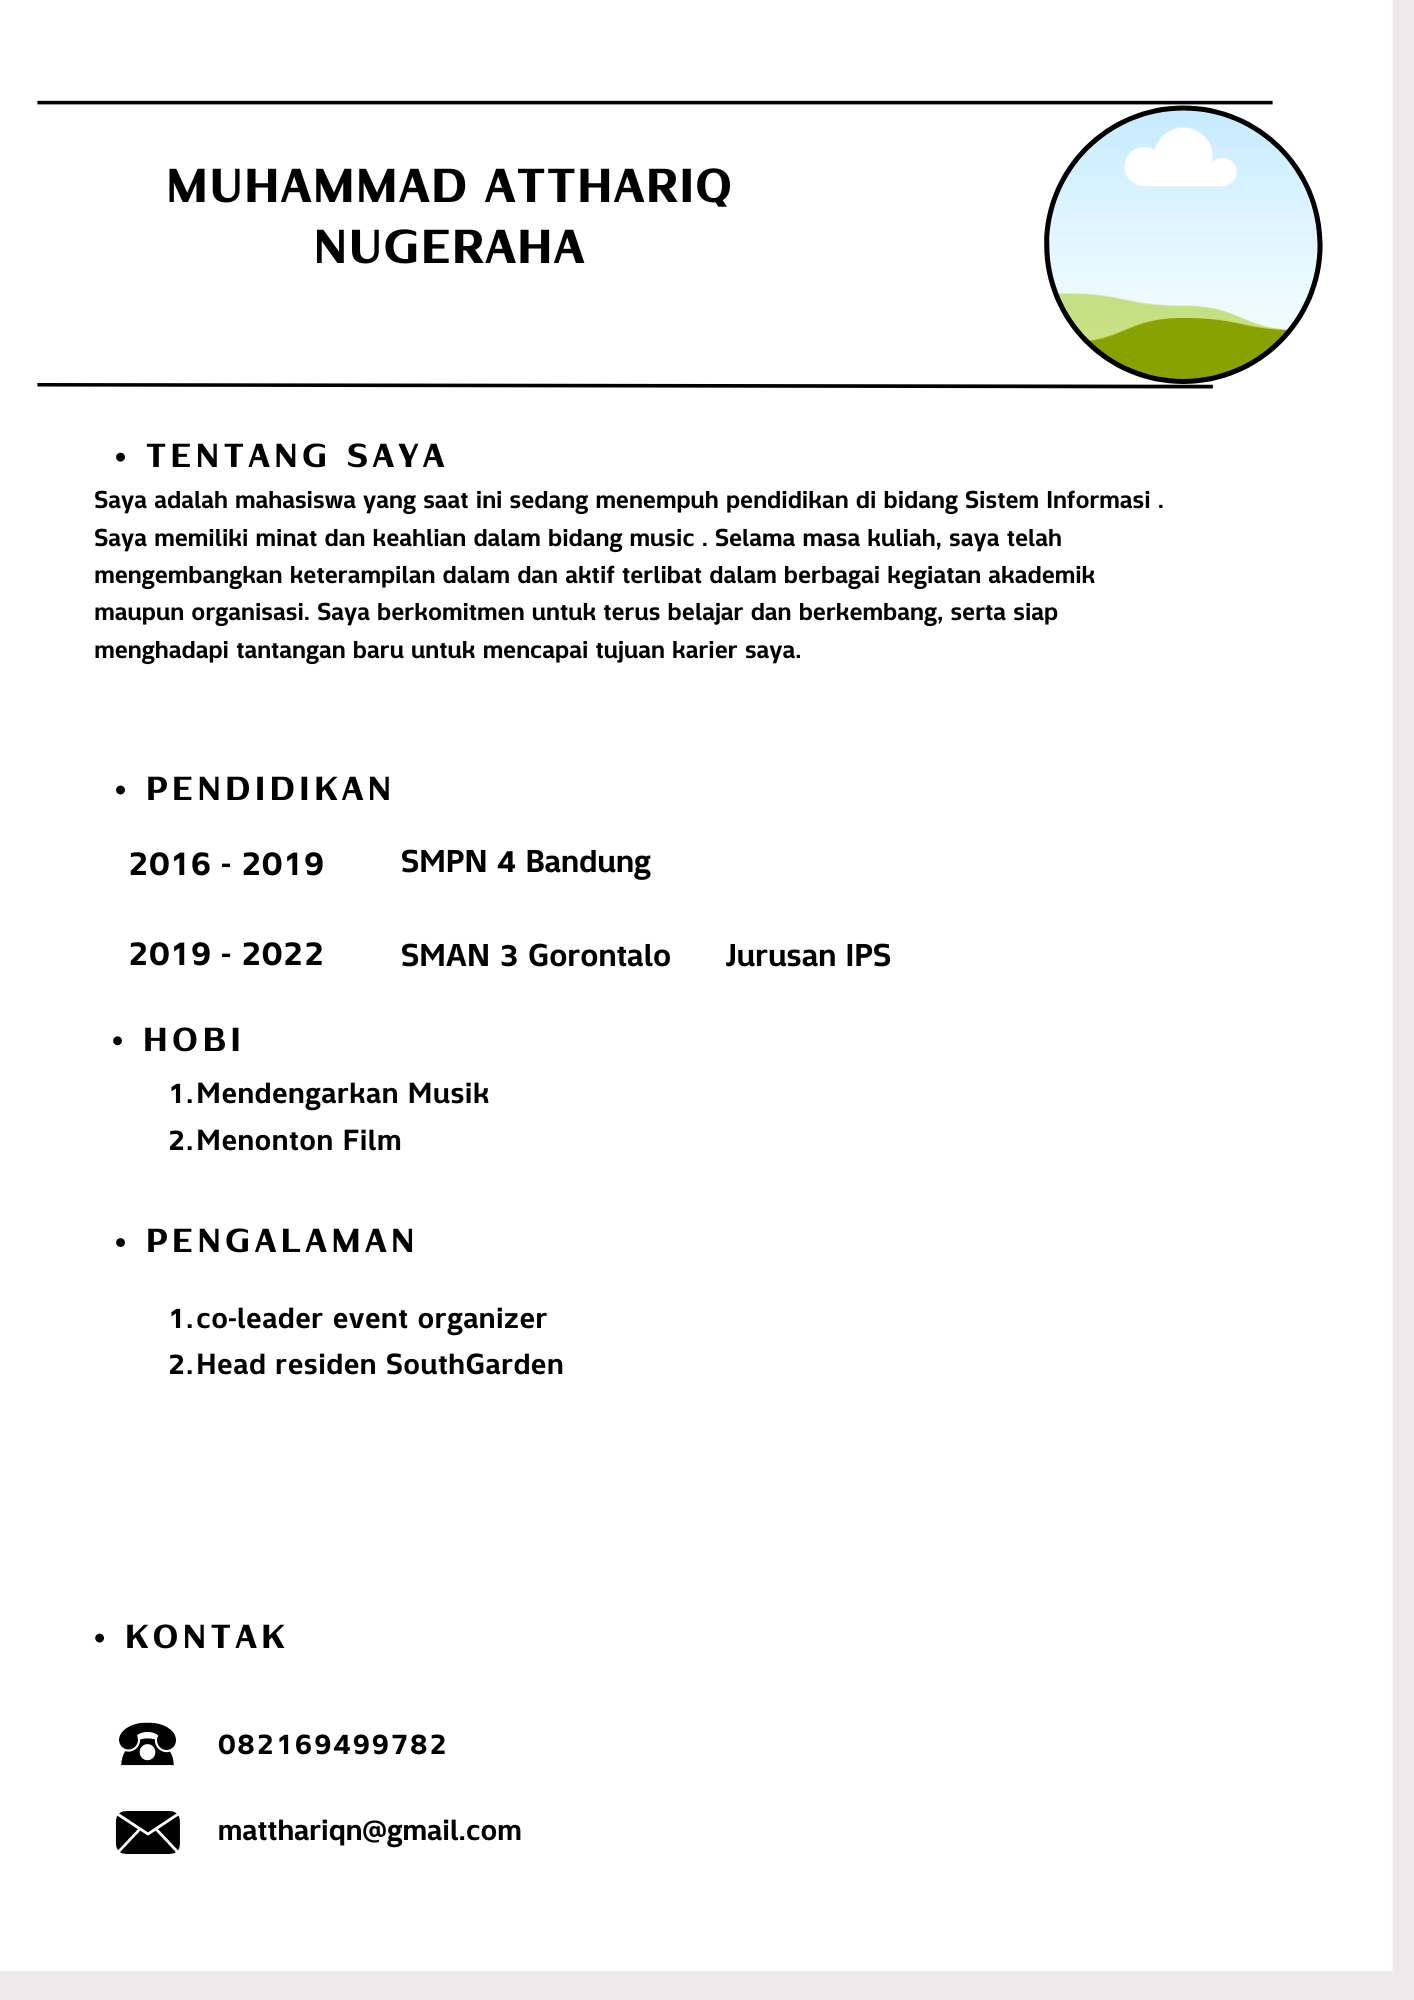 MUHAMMAD ATTHARIQ
NUGERAHA
• TENTANG SAYA
Saya adalah mahasiswa yang saat ini sedang menempuh pendidikan di bidang Sistem Informasi .
Saya memiliki minat dan keahlian dalam bidang music . Selama masa kuliah, saya telah
mengembangkan keterampilan dalam dan aktif terlibat dalam berbagai kegiatan akademik
maupun organisasi. Saya berkomitmen untuk terus belajar dan berkembang, serta siap
menghadapi tantangan baru untuk mencapai tujuan karier saya.
• PENDIDIKAN
2016 - 2019 SMPN 4 Bandung
2019 - 2022 SMAN 3 Gorontalo Jurusan IPS
• HOBI
1. Mendengarkan Musik
2. Menonton Film
• PENGALAMAN
1. co-leader event organizer
2. Head residen SouthGarden
• KONTAK
082169499782
matthariqn@gmail.com